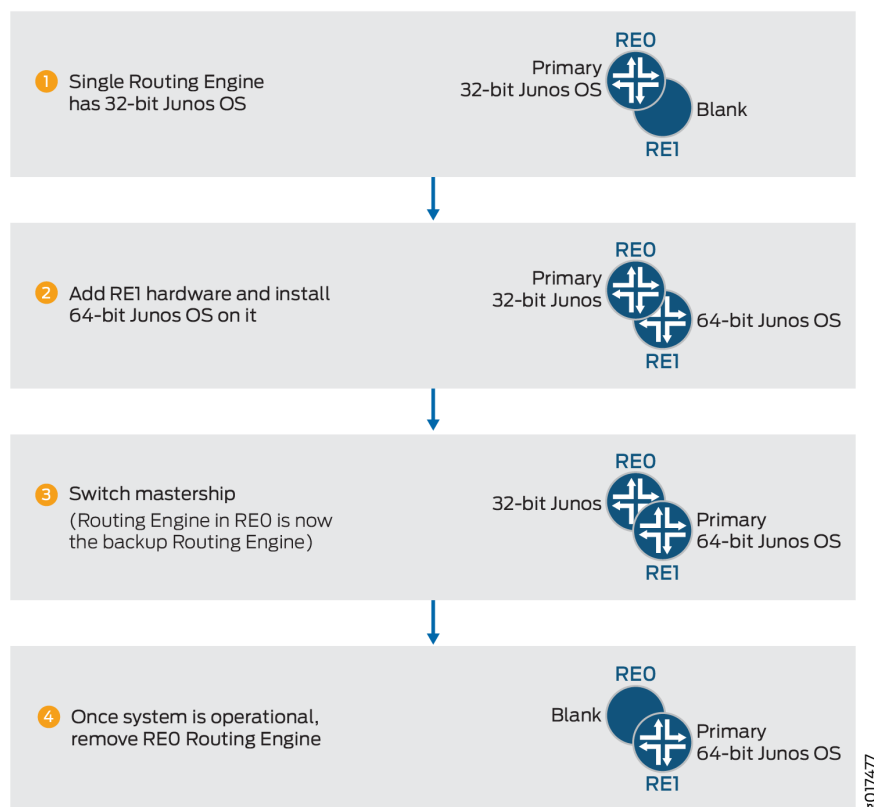 1 Single Routing Engine
has 32-bit Junos OS
RE0
Primary
32-bit Junos OS
Blank
RE1
2 Add RE1 hardware and install
64-bit Junos OS on it
RE0
Primary
32-bit Junos
64-bit Junos OS
RE1
3 Switch mastership
(Routing Engine in RE0 is now
the backup Routing Engine)
RE0
32-bit Junos
Primary
64-bit Junos OS
RE1
4 Once system is operational,
remove RE0 Routing Engine
RE0
Blank
Primary
64-bit Junos OS
RE1
g017477